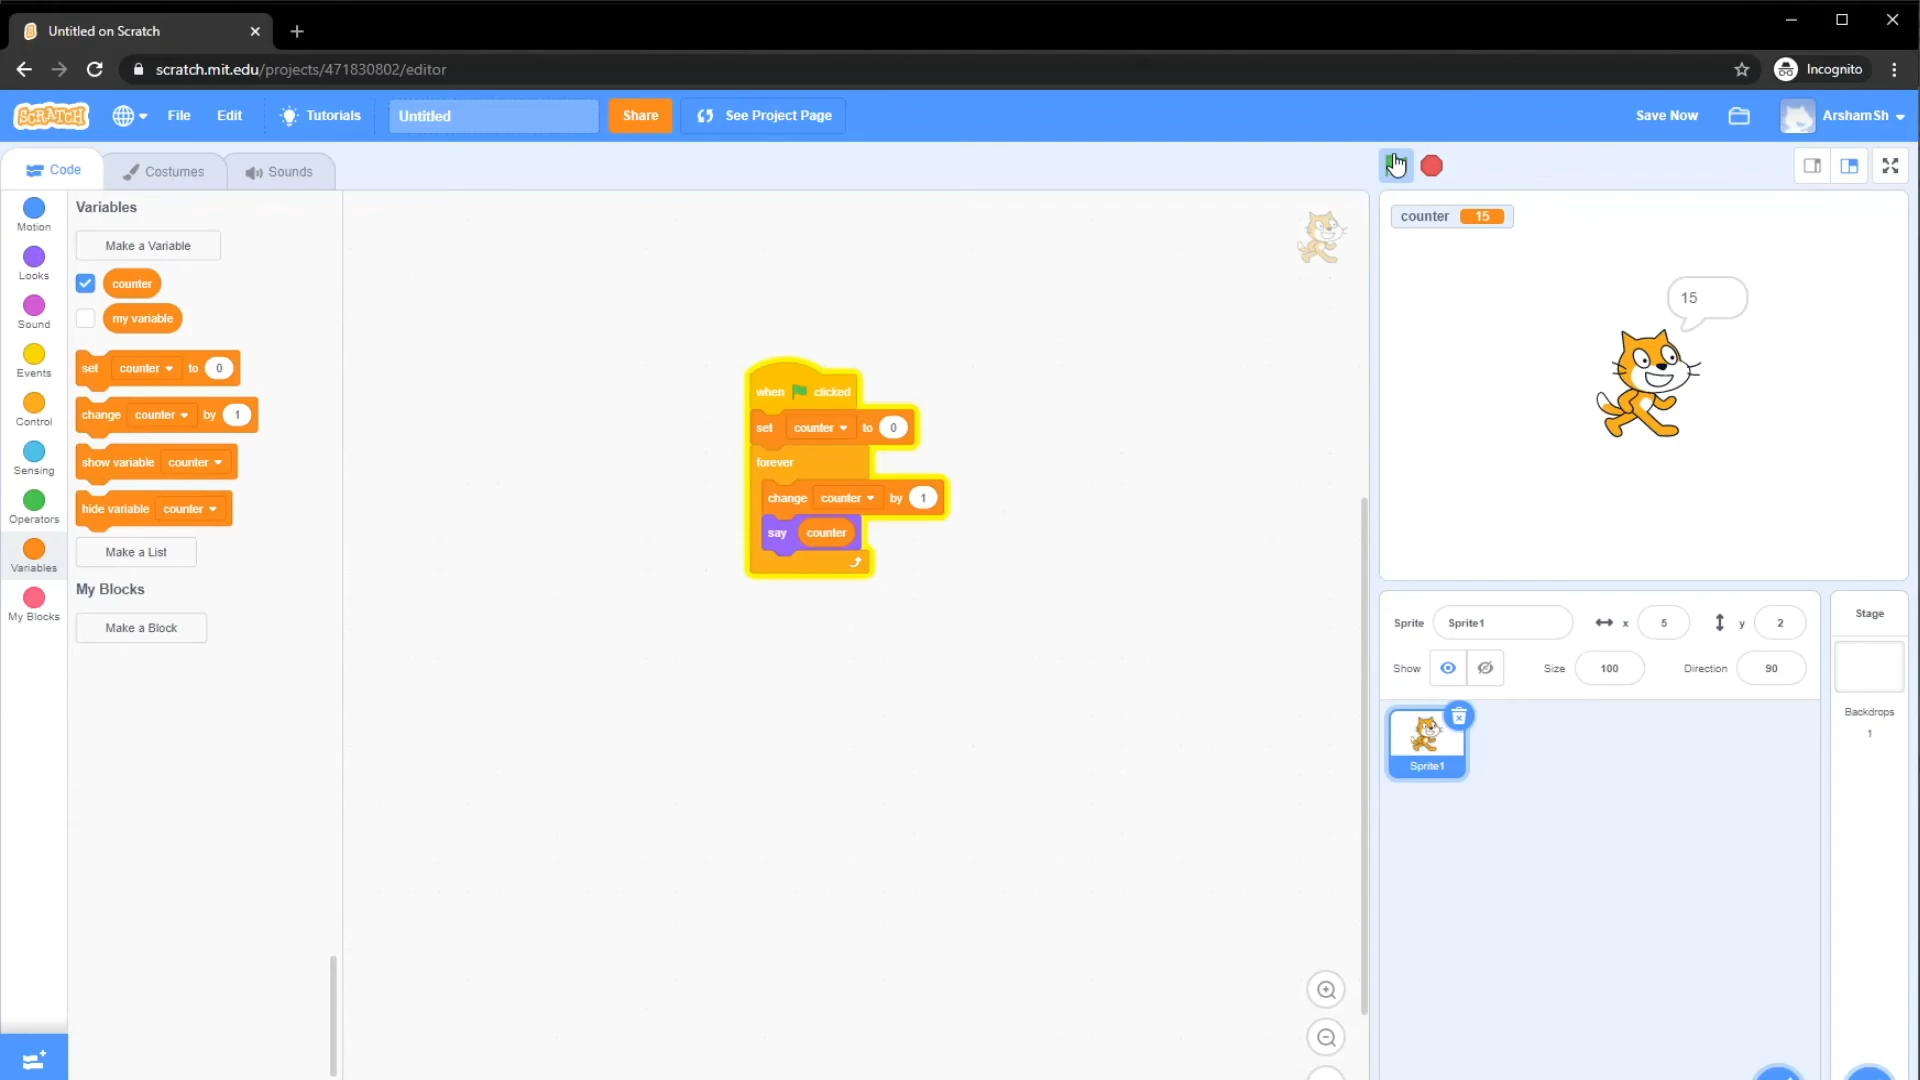 Untitled on Scratch
scratch.mit.edu/projects/471830802/editor
Incognito
SCRATCH
File
Edit
Tutorials
Untitled
Share
See Project Page
Save Now
ArshamSh
Code
Costumes
Sounds
Motion
Looks
Sound
Events
Control
Sensing
Operators
Variables
My Blocks
Variables
Make a Variable
counter
my variable
set counter to 0
change counter by 1
show variable counter
hide variable counter
Make a List
My Blocks
Make a Block
when clicked
set counter to 0
forever
change counter by 1
say counter
counter 15
15
Sprite Sprite1 x 5 y 2
Show Size 100 Direction 90
Sprite1
Stage
Backdrops
1